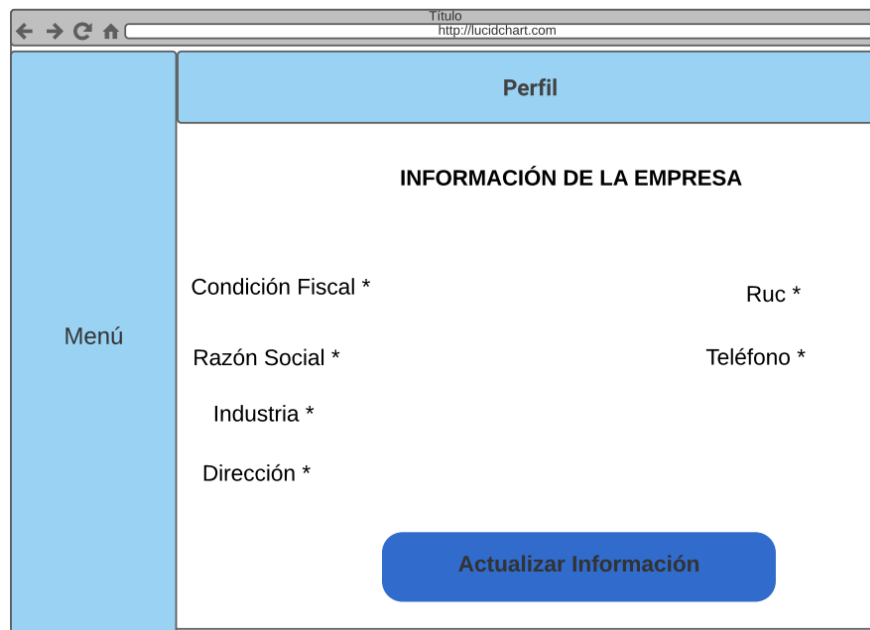 Título
http://lucidchart.com
Perfil
INFORMACIÓN DE LA EMPRESA
Condición Fiscal *
Ruc *
Menú
Razón Social *
Teléfono *
Industria *
Dirección *
Actualizar Información